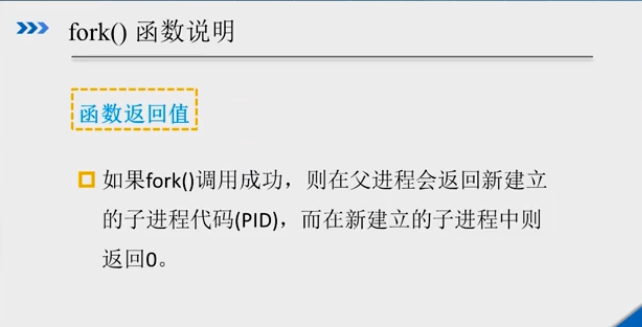 fork() 函数说明
函数返回值
如果fork()调用成功，则在父进程会返回新建立
的子进程代码(PID)，而在新建立的子进程中则
返回0。